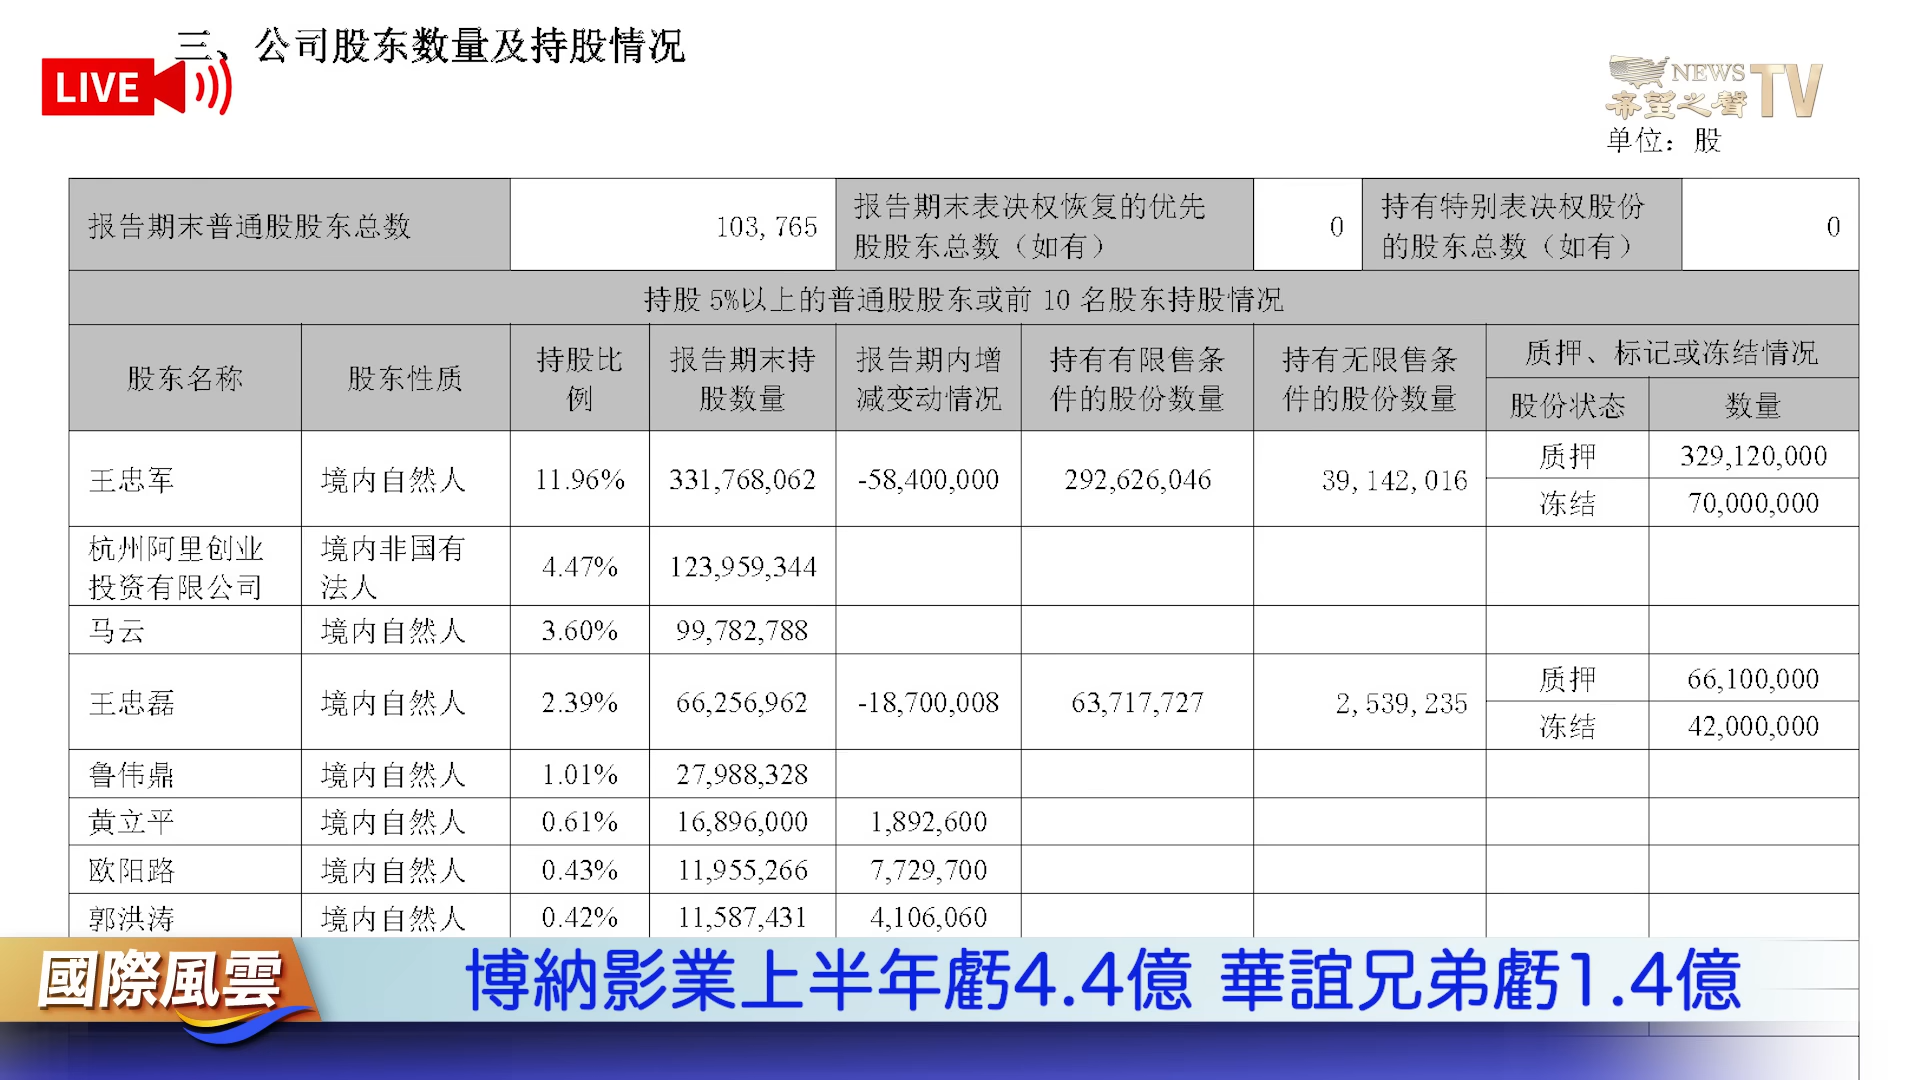 三、公司股东数量及持股情况
LIVE
NEWS
希望之聲TV
单位：股
报告期末普通股股东总数 103,765 报告期末表决权恢复的优先股股东总数（如有） 0 持有特别表决权股份的股东总数（如有） 0
持股 5%以上的普通股股东或前 10 名股东持股情况
股东名称 股东性质 持股比例 报告期末持股数量 报告期内增减变动情况 持有有限售条件的股份数量 持有无限售条件的股份数量 质押、标记或冻结情况
股份状态 数量
王忠军 境内自然人 11.96% 331,768,062 -58,400,000 292,626,046 39,142,016 质押 329,120,000
冻结 70,000,000
杭州阿里创业投资有限公司 境内非国有法人 4.47% 123,959,344
马云 境内自然人 3.60% 99,782,788
王忠磊 境内自然人 2.39% 66,256,962 -18,700,008 63,717,727 2,539,235 质押 66,100,000
冻结 42,000,000
鲁伟鼎 境内自然人 1.01% 27,988,328
黄立平 境内自然人 0.61% 16,896,000 1,892,600
欧阳路 境内自然人 0.43% 11,955,266 7,729,700
郭洪涛 境内自然人 0.42% 11,587,431 4,106,060
國際風雲
博納影業上半年虧4.4億 華誼兄弟虧1.4億